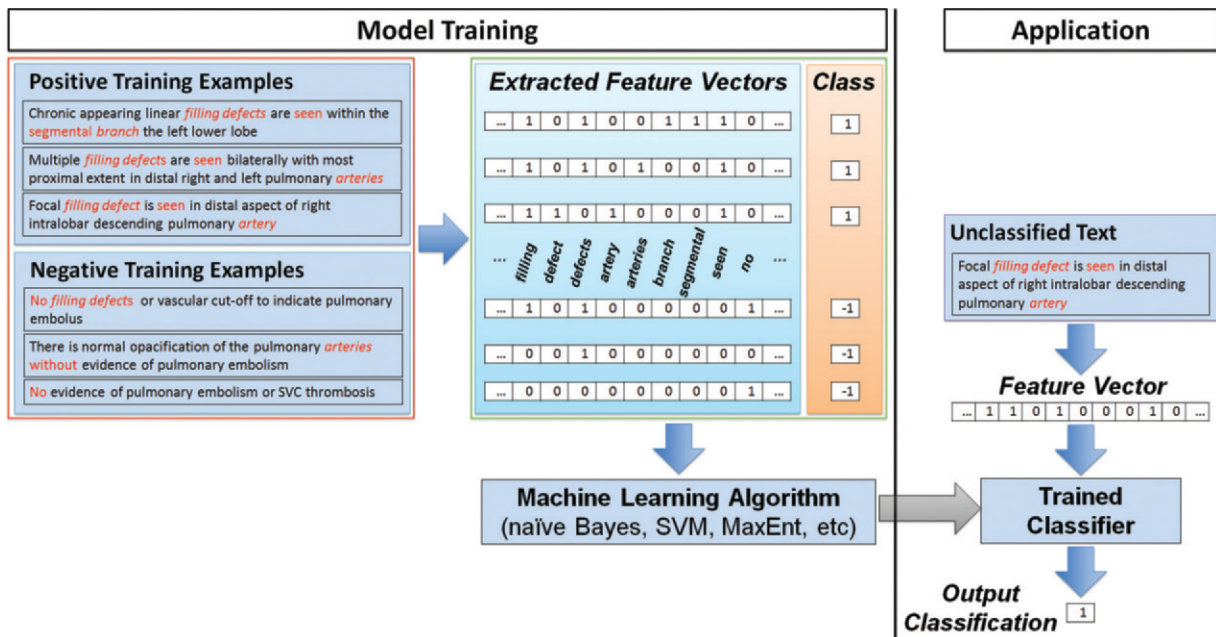 Model Training
Positive Training Examples
Chronic appearing linear filling defects are seen within the
segmental branch the left lower lobe
Multiple filling defects are seen bilaterally with most
proximal extent in distal right and left pulmonary arteries
Focal filling defect is seen in distal aspect of right
intralobar descending pulmonary artery
Negative Training Examples
No filling defects or vascular cut-off to indicate pulmonary
embolus
There is normal opacification of the pulmonary arteries
without evidence of pulmonary embolism
No evidence of pulmonary embolism or SVC thrombosis
Extracted Feature Vectors Class
... 1 0 1 0 0 1 1 1 0 ... 1
... 1 0 1 0 1 0 0 1 0 ... 1
... 1 1 0 1 0 0 0 1 0 ... 1
... filling defect defects artery arteries branch segmental seen no ...
... 1 0 1 0 0 0 0 0 1 ... -1
... 0 0 1 0 0 0 0 0 0 ... -1
... 0 0 0 0 0 0 0 0 1 ... -1
Machine Learning Algorithm
(naïve Bayes, SVM, MaxEnt, etc)
Application
Unclassified Text
Focal filling defect is seen in distal
aspect of right intralobar descending
pulmonary artery
Feature Vector
... 1 1 0 1 0 0 0 1 0 ...
Trained
Classifier
Output
Classification 1